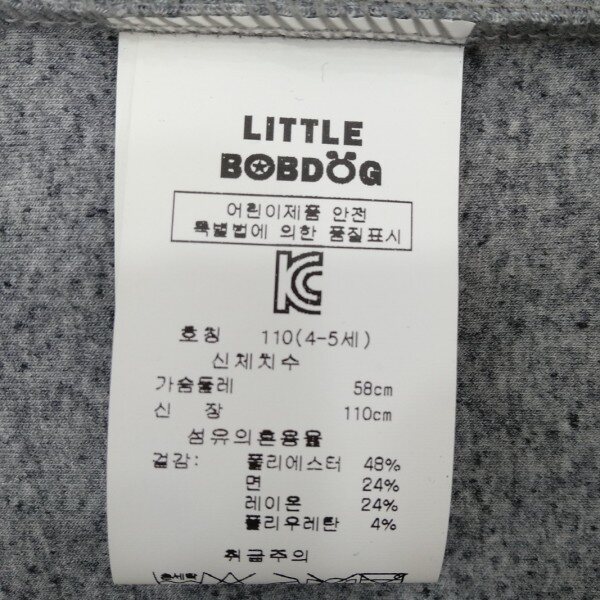 LITTLE
BOBDOG
어린이제품 안전
특별법에 의한 품질표시
KC
호칭 110(4-5세)
신체치수
가슴둘레 58cm
신 장 110cm
섬유의혼용율
겉감: 폴리에스터 48%
면 24%
레이온 24%
폴리우레탄 4%
취급주의